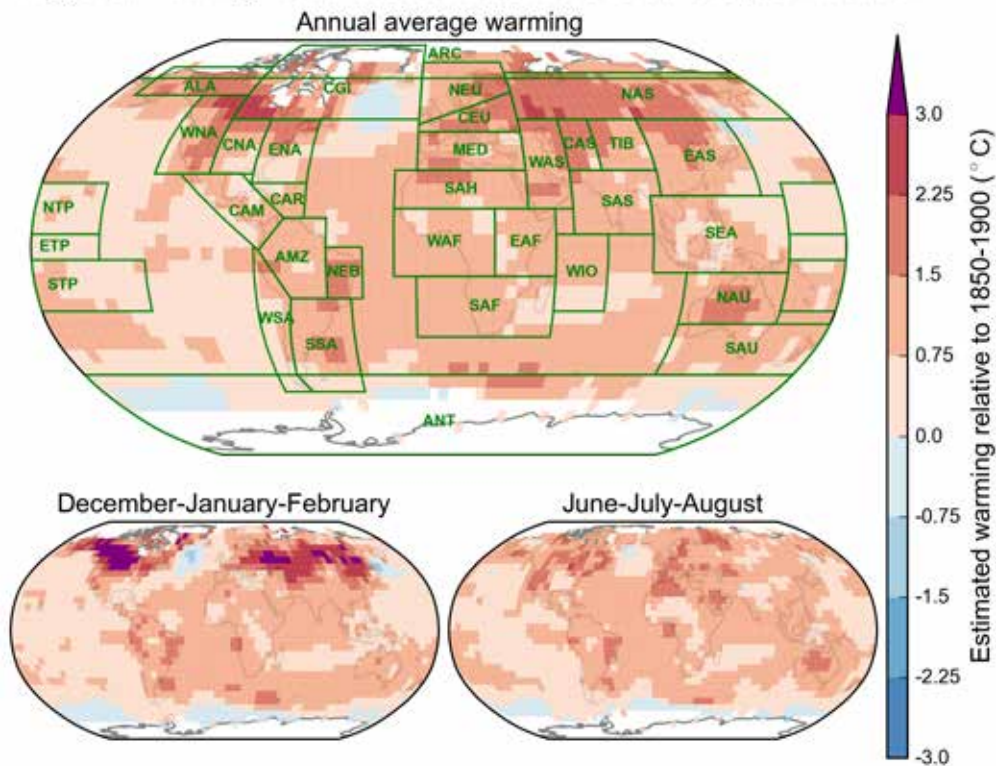 Annual average warming
ARC
ALA
CGI
NEU
NAS
CEU
WNA
CNA
ENA
MED
WAS
CAS
TIB
EAS
SAH
SAS
NTP
CAM
CAR
WAF
EAF
SEA
ETP
AMZ
NEB
WIO
STP
SAF
NAU
WSA
SSA
SAU
ANT
3.0
2.25
1.5
0.75
0.0
-0.75
-1.5
-2.25
-3.0
Estimated warming relative to 1850-1900 (°C)
December-January-February
June-July-August